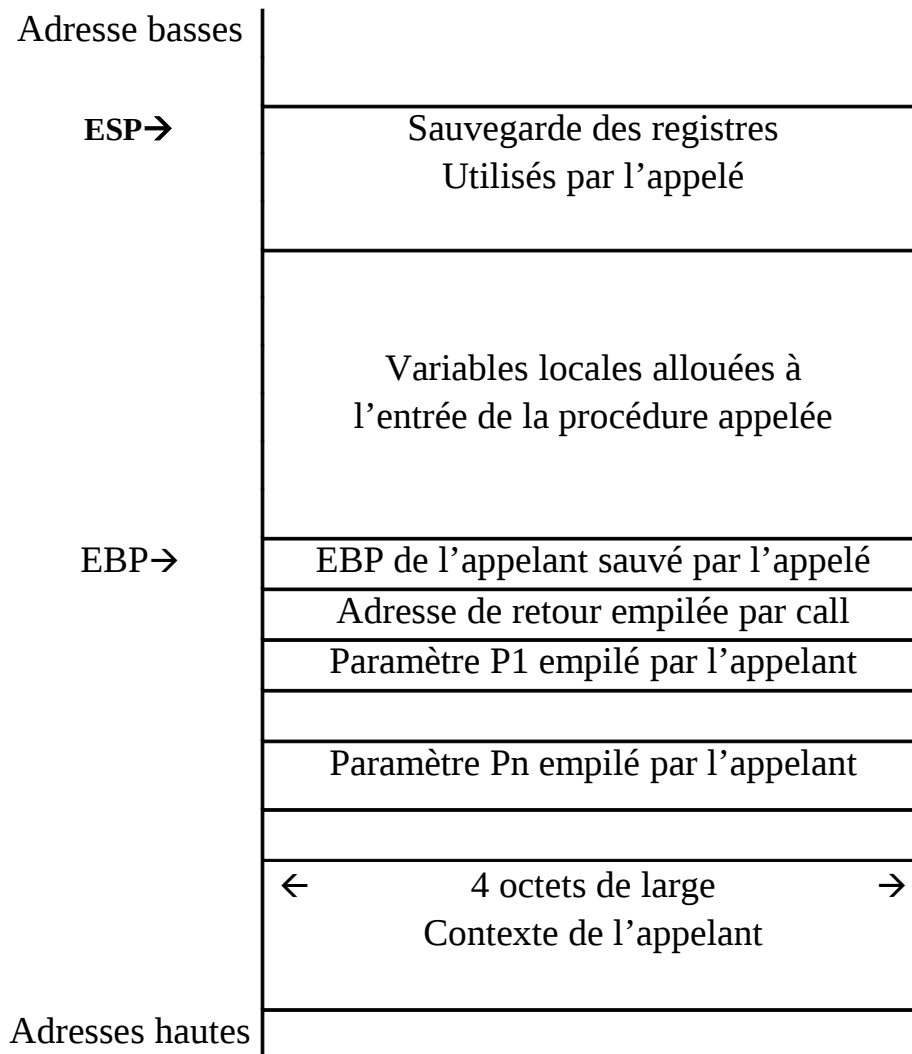 Adresse basses
ESP→ Sauvegarde des registres
Utilisés par l’appelé
Variables locale allouées à
l’entrée de la procédure appelée
EBP→ EBP de l’appelant sauvé par l’appelé
Adresse de retour empilée par call
Paramètre P1 empilé par l’appelant
Paramètre Pn empilé par l’appelant
← 4 octets de large →
Contexte de l’appelant
Adresses hautes